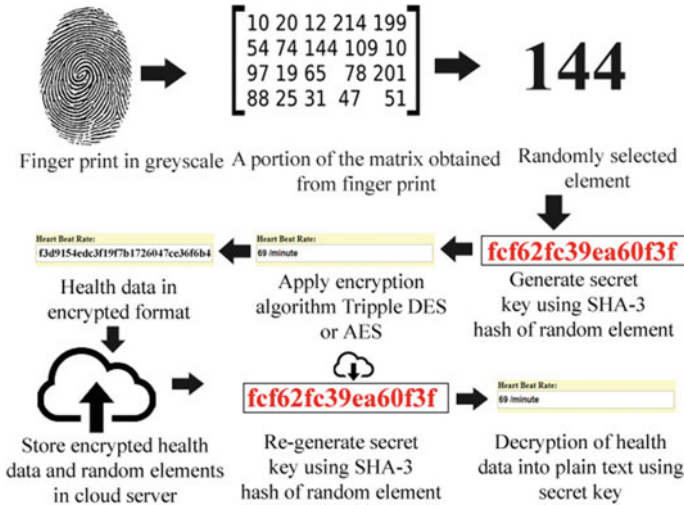 10 20 12 214 199
54 74 144 109 10
97 19 65 78 201
88 25 31 47 51
144
Finger print in greyscale
A portion of the matrix obtained
from finger print
Randomly selected
element
Heart Beat Rate:
f3d9154edc3f19f7b1726047ce36f6b4
Heart Beat Rate:
69 /minute
fcf62fc39ea60f3f
Health data in
encrypted format
Apply encryption
algorithm Tripple DES
or AES
Generate secret
key using SHA-3
hash of random element
fcf62fc39ea60f3f
Heart Beat Rate:
69 /minute
Store encrypted health
data and random elements
in cloud server
Re-generate secret
key using SHA-3
hash of random element
Decryption of health
data into plain text using
secret key